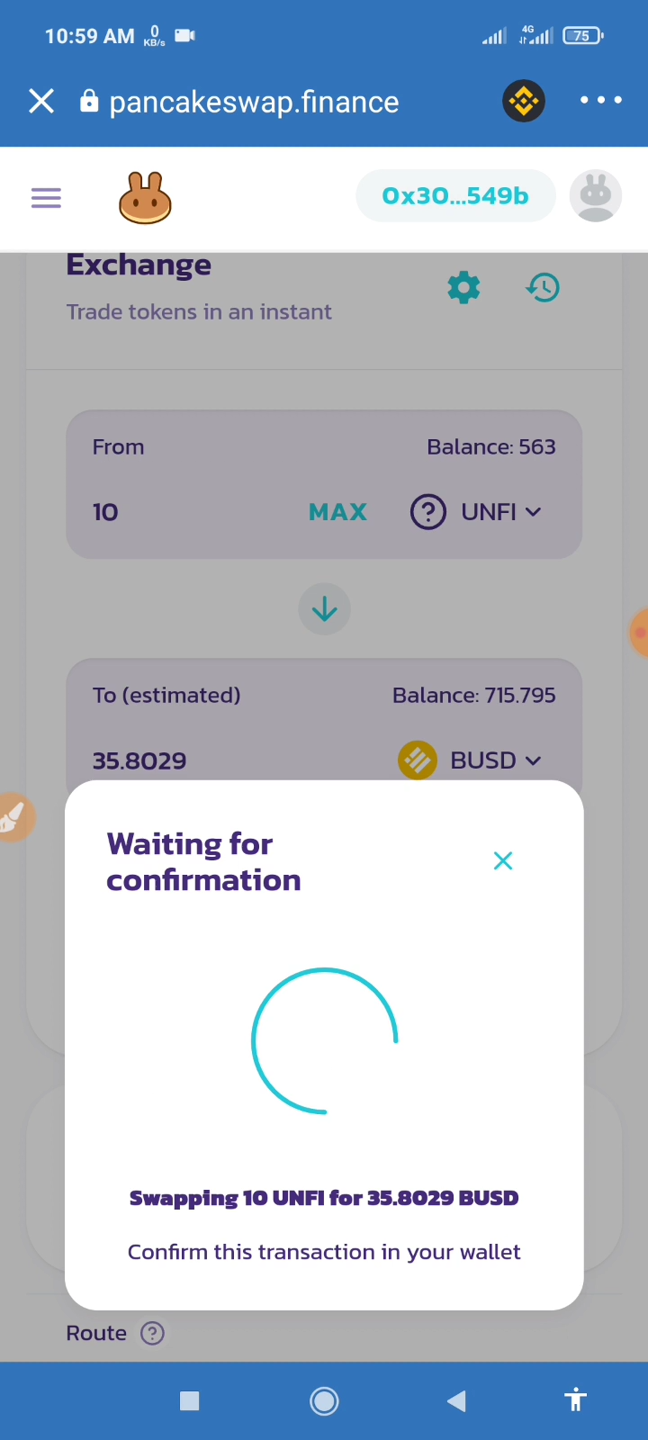 10:59 AM 0 KB/s 4G 75
pancakeswap.finance
0x30...549b
Exchange
Trade tokens in an instant
From Balance: 563
10 MAX ? UNFI
To (estimated) Balance: 715.795
35.8029 BUSD
Waiting for
confirmation
Swapping 10 UNFI for 35.8029 BUSD
Confirm this transaction in your wallet
Route ?